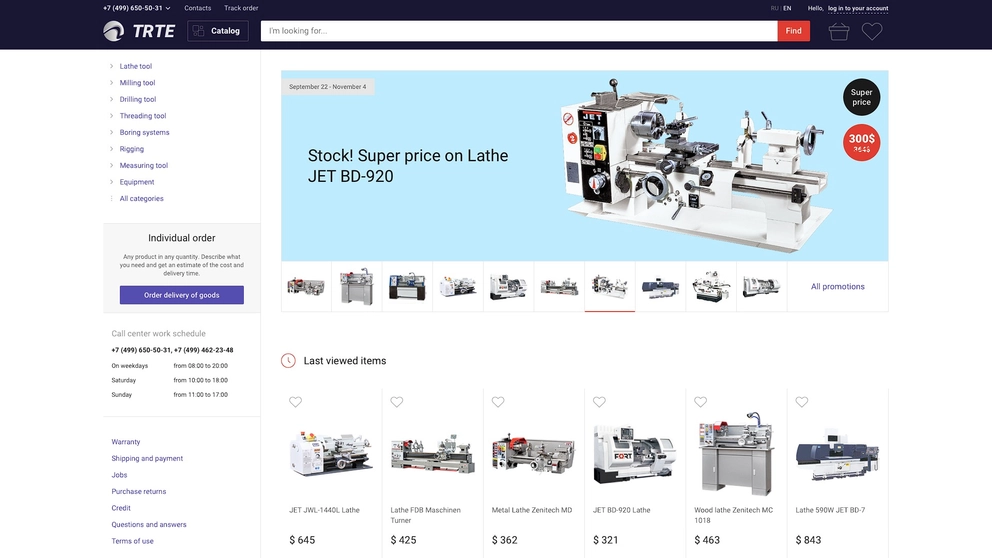 +7 (499) 650-50-31
Contacts
Track order
RU | EN
Hello, log in to your account
TRTE
Catalog
I'm looking for...
Find
Lathe tool
Milling tool
Drilling tool
Threading tool
Boring systems
Rigging
Measuring tool
Equipment
All categories
Individual order
Any product in any quantity. Describe what
you need and get an estimate of the cost and
delivery time.
Order delivery of goods
Call center work schedule
+7 (499) 650-50-31, +7 (499) 462-23-48
On weekdays from 08:00 to 20:00
Saturday from 10:00 to 18:00
Sunday from 11:00 to 17:00
Warranty
Shipping and payment
Jobs
Purchase returns
Credit
Questions and answers
Terms of use
September 22 - November 4
Stock! Super price on Lathe
JET BD-920
JET
Super
price
300$
All promotions
Last viewed items
FORT
JET JWL-1440L Lathe
$ 645
Lathe FDB Maschinen
Turner
$ 425
Metal Lathe Zenitech MD
$ 362
JET BD-920 Lathe
$ 321
Wood lathe Zenitech MC
1018
$ 463
Lathe 590W JET BD-7
$ 843